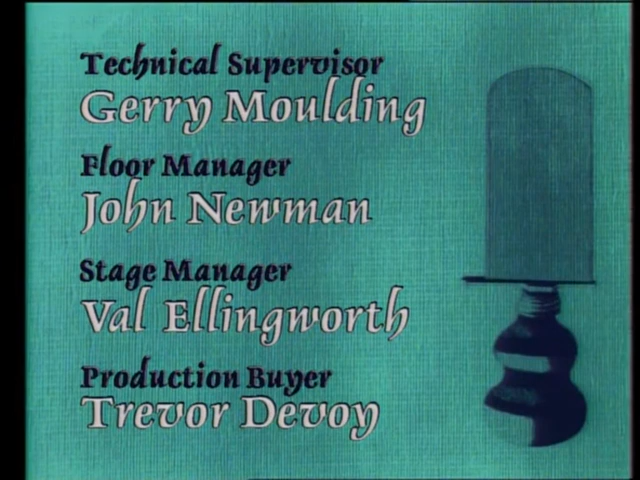 Technical Supervisor
Gerry Moulding
Floor Manager
John Newman
Stage Manager
Val Ellingworth
Production Buyer
Trevor Devoy